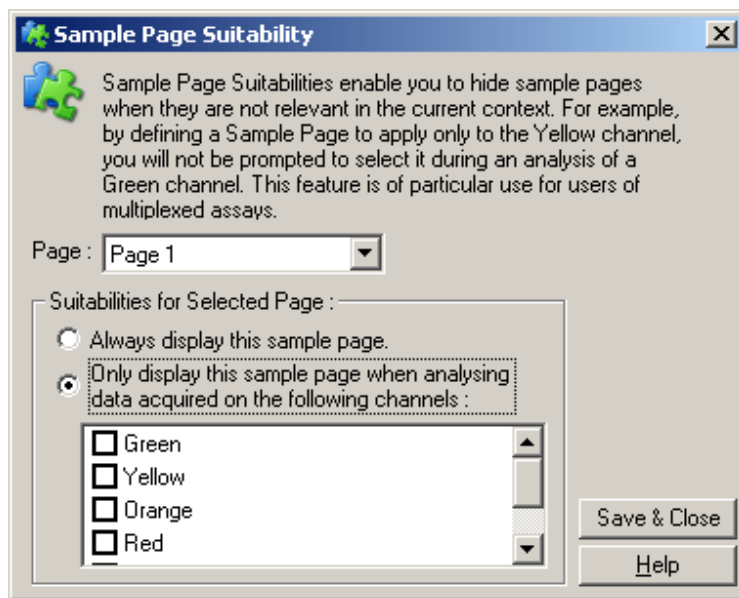 Sample Page Suitability
Sample Page Suitabilities enable you to hide sample pages
when they are not relevant in the current context. For example,
by defining a Sample Page to apply only to the Yellow channel,
you will not be prompted to select it during an analysis of a
Green channel. This feature is of particular use for users of
multiplexed assays.
Page : Page 1
Suitabilities for Selected Page :
Always display this sample page.
Only display this sample page when analysing
data acquired on the following channels :
Green
Yellow
Orange
Red
Save & Close
Help